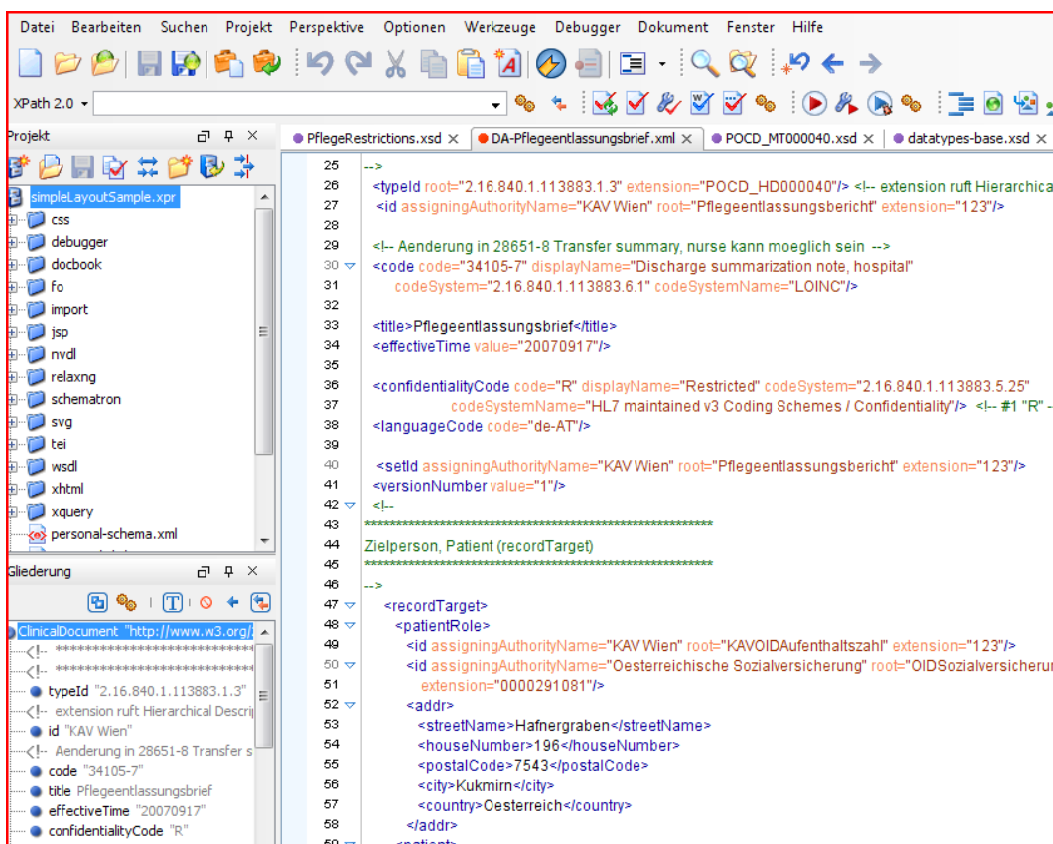 Datei Bearbeiten Suchen Projekt Perspektive Optionen Werkzeuge Debugger Dokument Fenster Hilfe
XPath 2.0
Projekt
simpleLayoutSample.xpr
css
debugger
docbook
fo
import
jsp
nvdl
relaxng
schematron
svg
tei
wsdl
xhtml
xquery
personal-schema.xml
Gliederung
ClinicalDocument "http://www.w3.org/
<!-- ******************************
<!-- ******************************
typeId "2.16.840.1.113883.1.3"
<!-- extension ruft Hierarchical Descri
id "KAV Wien"
<!-- Aenderung in 28651-8 Transfer s
code "34105-7"
title Pflegeentlassungsbrief
effectiveTime "20070917"
confidentialityCode "R"
PflegeRestrictions.xsd × DA-Pflegeentlassungsbrief.xml × POCD_MT000040.xsd × datatypes-base.xsd ×
25 -->
26 <typeId root="2.16.840.1.113883.1.3" extension="POCD_HD000040"/> <!-- extension ruft Hierarchica
27 <id assigningAuthorityName="KAV Wien" root="Pflegeentlassungsbericht" extension="123"/>
28
29 <!-- Aenderung in 28651-8 Transfer summary, nurse kann moeglich sein -->
30 <code code="34105-7" displayName="Discharge summarization note, hospital"
31 codeSystem="2.16.840.1.113883.6.1" codeSystemName="LOINC"/>
32
33 <title>Pflegeentlassungsbrief</title>
34 <effectiveTime value="20070917"/>
35
36 <confidentialityCode code="R" displayName="Restricted" codeSystem="2.16.840.1.113883.5.25"
37 codeSystemName="HL7 maintained v3 Coding Schemes / Confidentiality"/> <!-- #1 "R" -
38 <languageCode code="de-AT"/>
39
40 <setId assigningAuthorityName="KAV Wien" root="Pflegeentlassungsbericht" extension="123"/>
41 <versionNumber value="1"/>
42 <!--
43 ********************************************************
44 Zielperson, Patient (recordTarget)
45 ********************************************************
46 -->
47 <recordTarget>
48 <patientRole>
49 <id assigningAuthorityName="KAV Wien" root="KAVOIDAufenthaltszahl" extension="123"/>
50 <id assigningAuthorityName="Oesterreichische Sozialversicherung" root="OIDSozialversicherun
51 extension="0000291081"/>
52 <addr>
53 <streetName>Hafnergraben</streetName>
54 <houseNumber>196</houseNumber>
55 <postalCode>7543</postalCode>
56 <city>Kukmirn</city>
57 <country>Oesterreich</country>
58 </addr>
59 <patient>